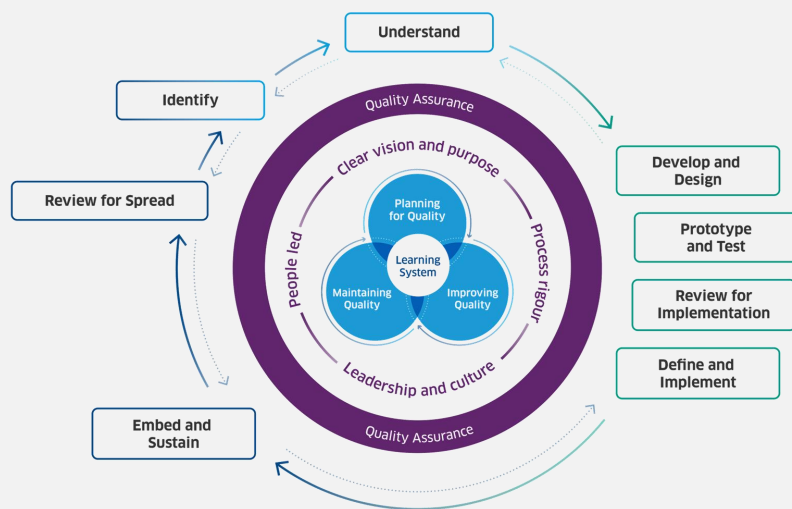 Understand
Identify
Quality Assurance
Clear vision and purpose
Develop and
Design
Review for Spread
Planning
for Quality
People led
Process rigour
Prototype
and Test
Learning
System
Maintaining
Quality
Improving
Quality
Review for
Implementation
Leadership and culture
Define and
Implement
Embed and
Sustain
Quality Assurance